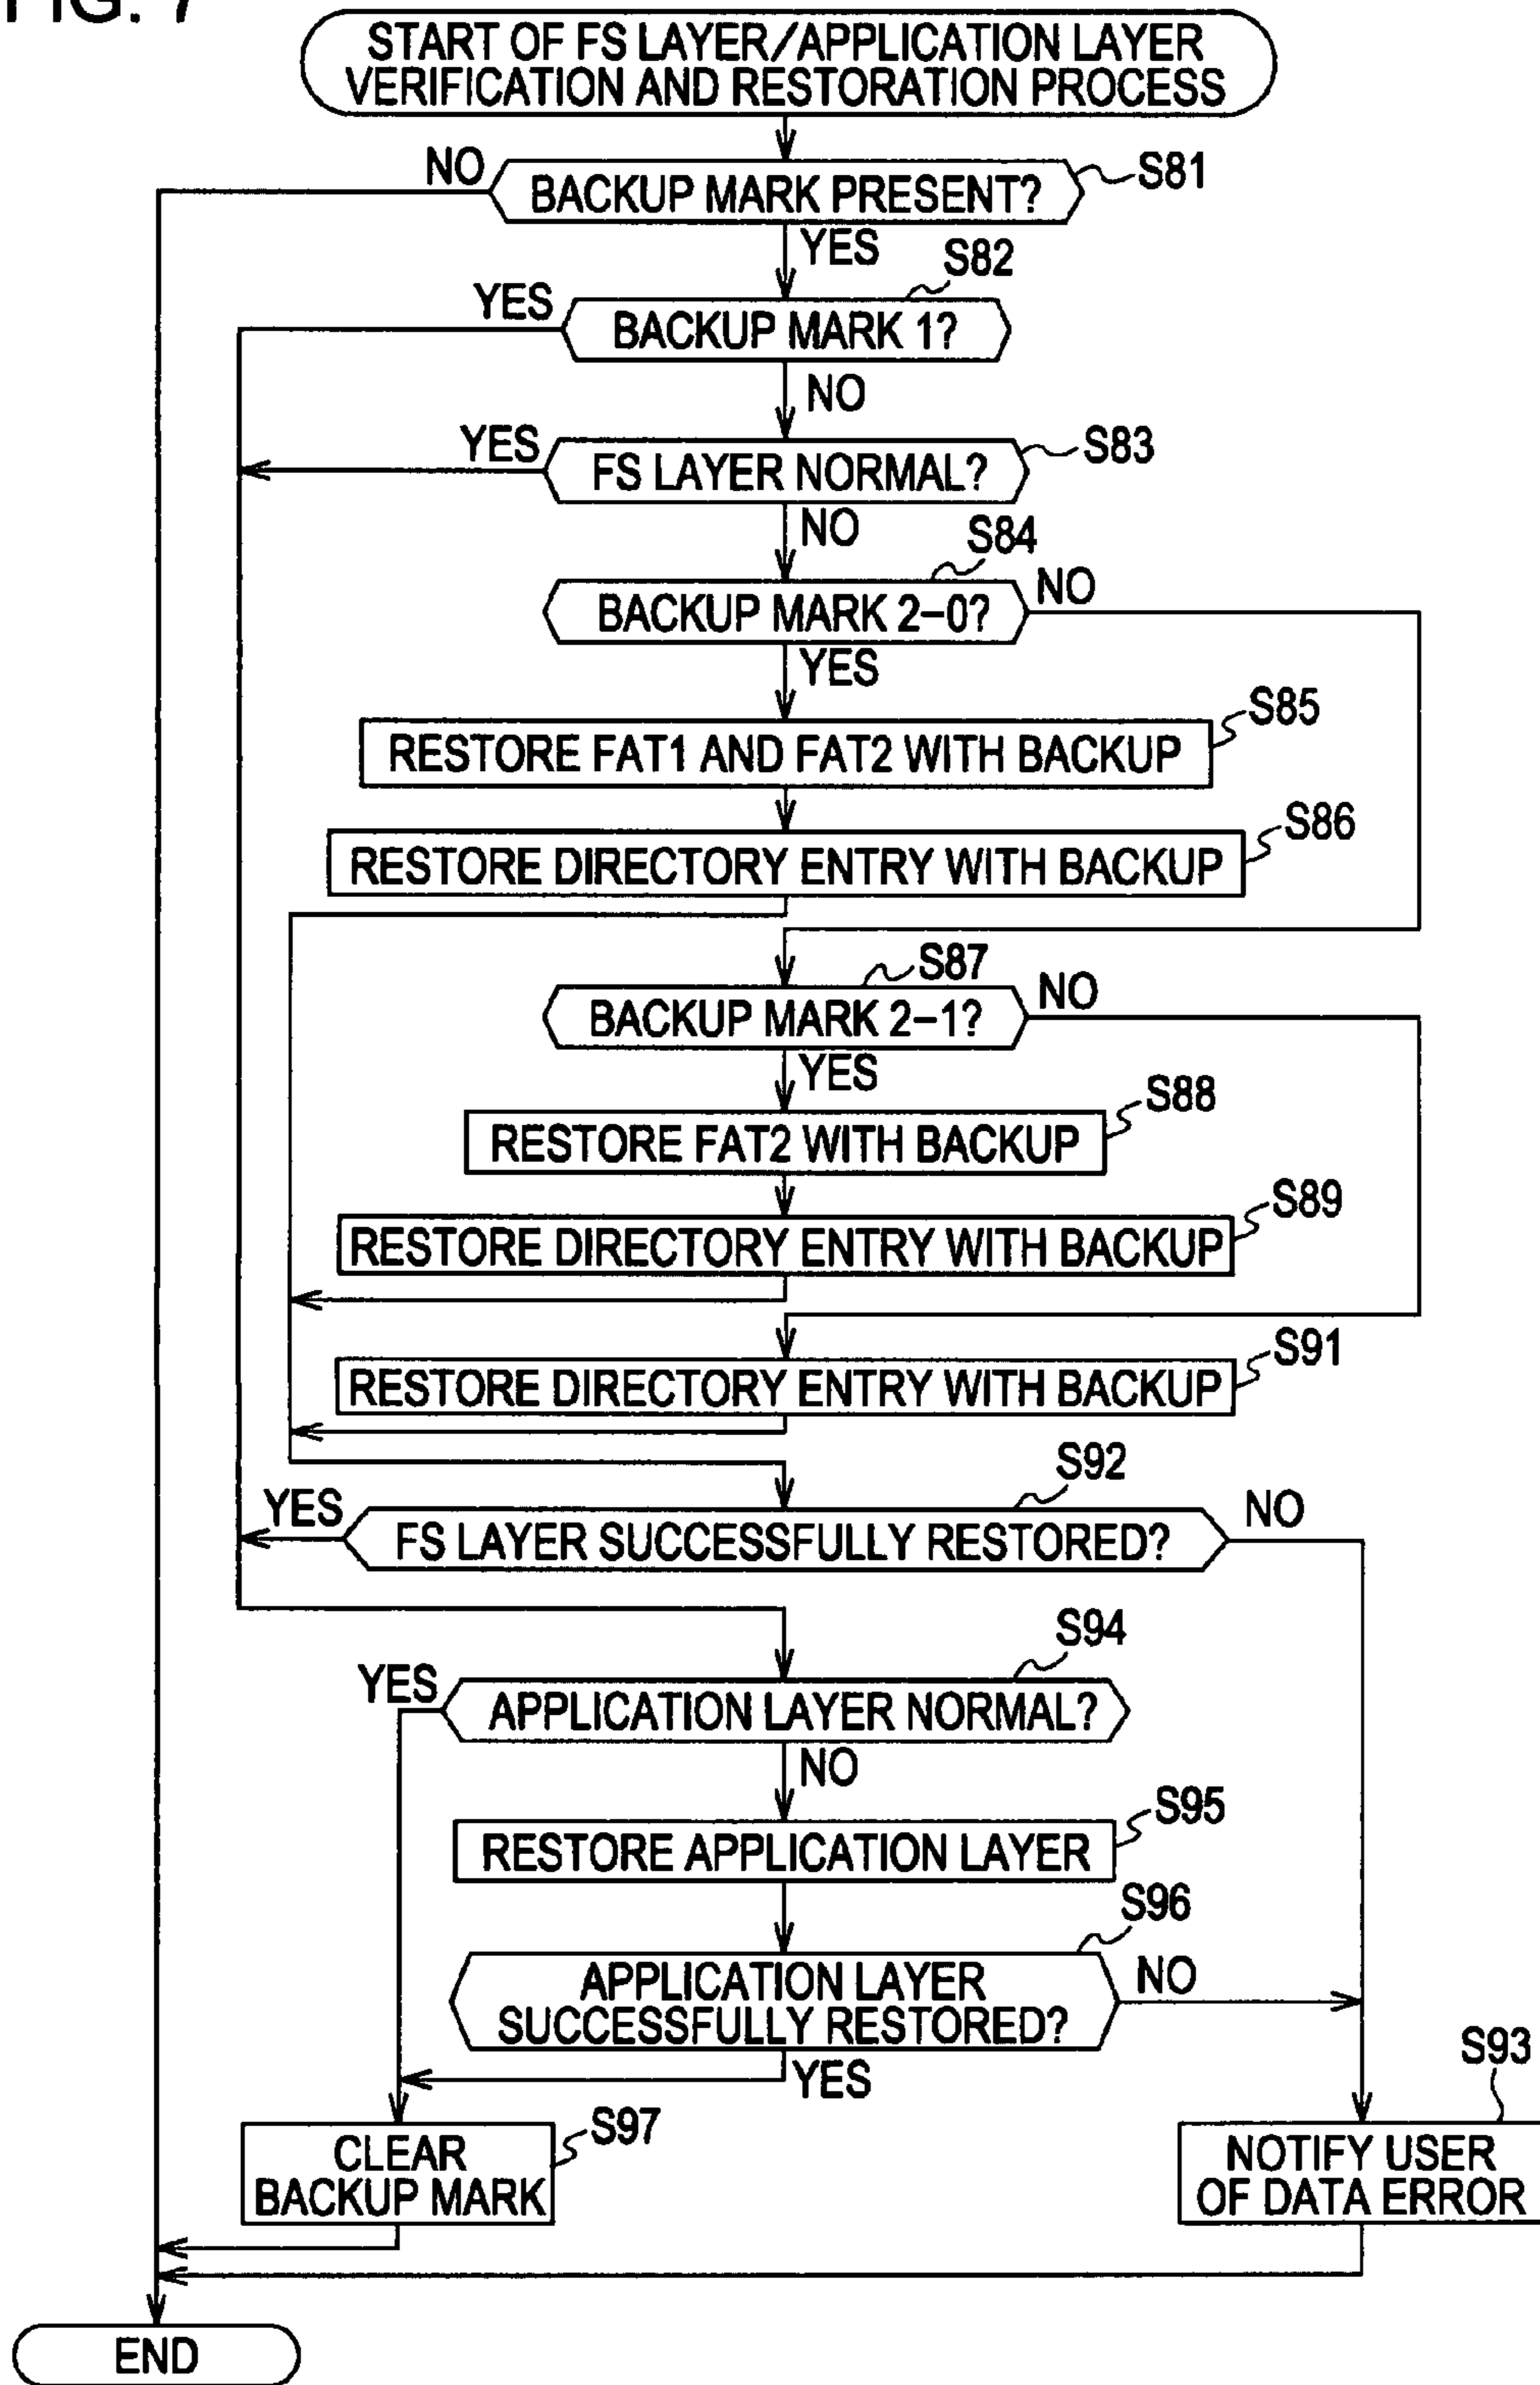 FIG. 7
START OF FS LAYER/APPLICATION LAYER
VERIFICATION AND RESTORATION PROCESS
NO
BACKUP MARK PRESENT?
S81
YES
S82
YES
BACKUP MARK 1?
NO
YES
FS LAYER NORMAL?
S83
NO
S84
BACKUP MARK 2-0?
NO
YES
S85
RESTORE FAT1 AND FAT2 WITH BACKUP
S86
RESTORE DIRECTORY ENTRY WITH BACKUP
S87
BACKUP MARK 2-1?
NO
YES
S88
RESTORE FAT2 WITH BACKUP
S89
RESTORE DIRECTORY ENTRY WITH BACKUP
S91
RESTORE DIRECTORY ENTRY WITH BACKUP
S92
YES
FS LAYER SUCCESSFULLY RESTORED?
NO
S94
YES
APPLICATION LAYER NORMAL?
NO
S95
RESTORE APPLICATION LAYER
S96
APPLICATION LAYER
SUCCESSFULLY RESTORED?
NO
YES
S93
S97
CLEAR
BACKUP MARK
NOTIFY USER
OF DATA ERROR
END